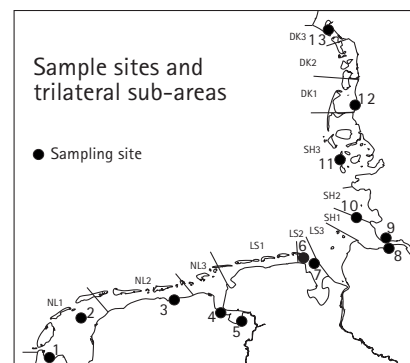 Sample sites and
trilateral sub-areas
Sampling site
DK3
13
DK2
DK1
12
SH3
11
SH2
10
SH1
9
8
LS3
LS2
6
7
LS1
NL3
NL2
3
4
5
NL1
2
1